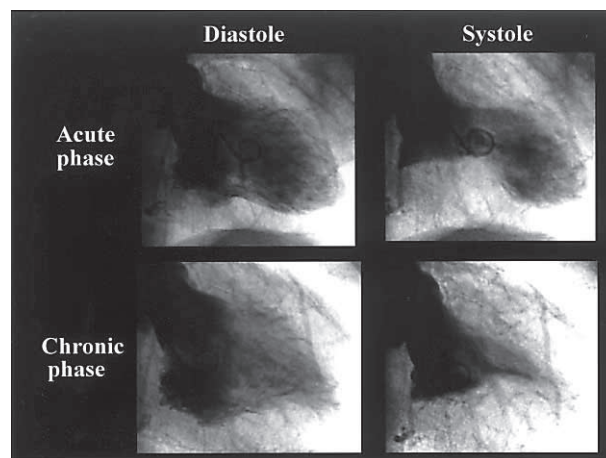 Diastole
Systole
Acute
phase
Chronic
phase